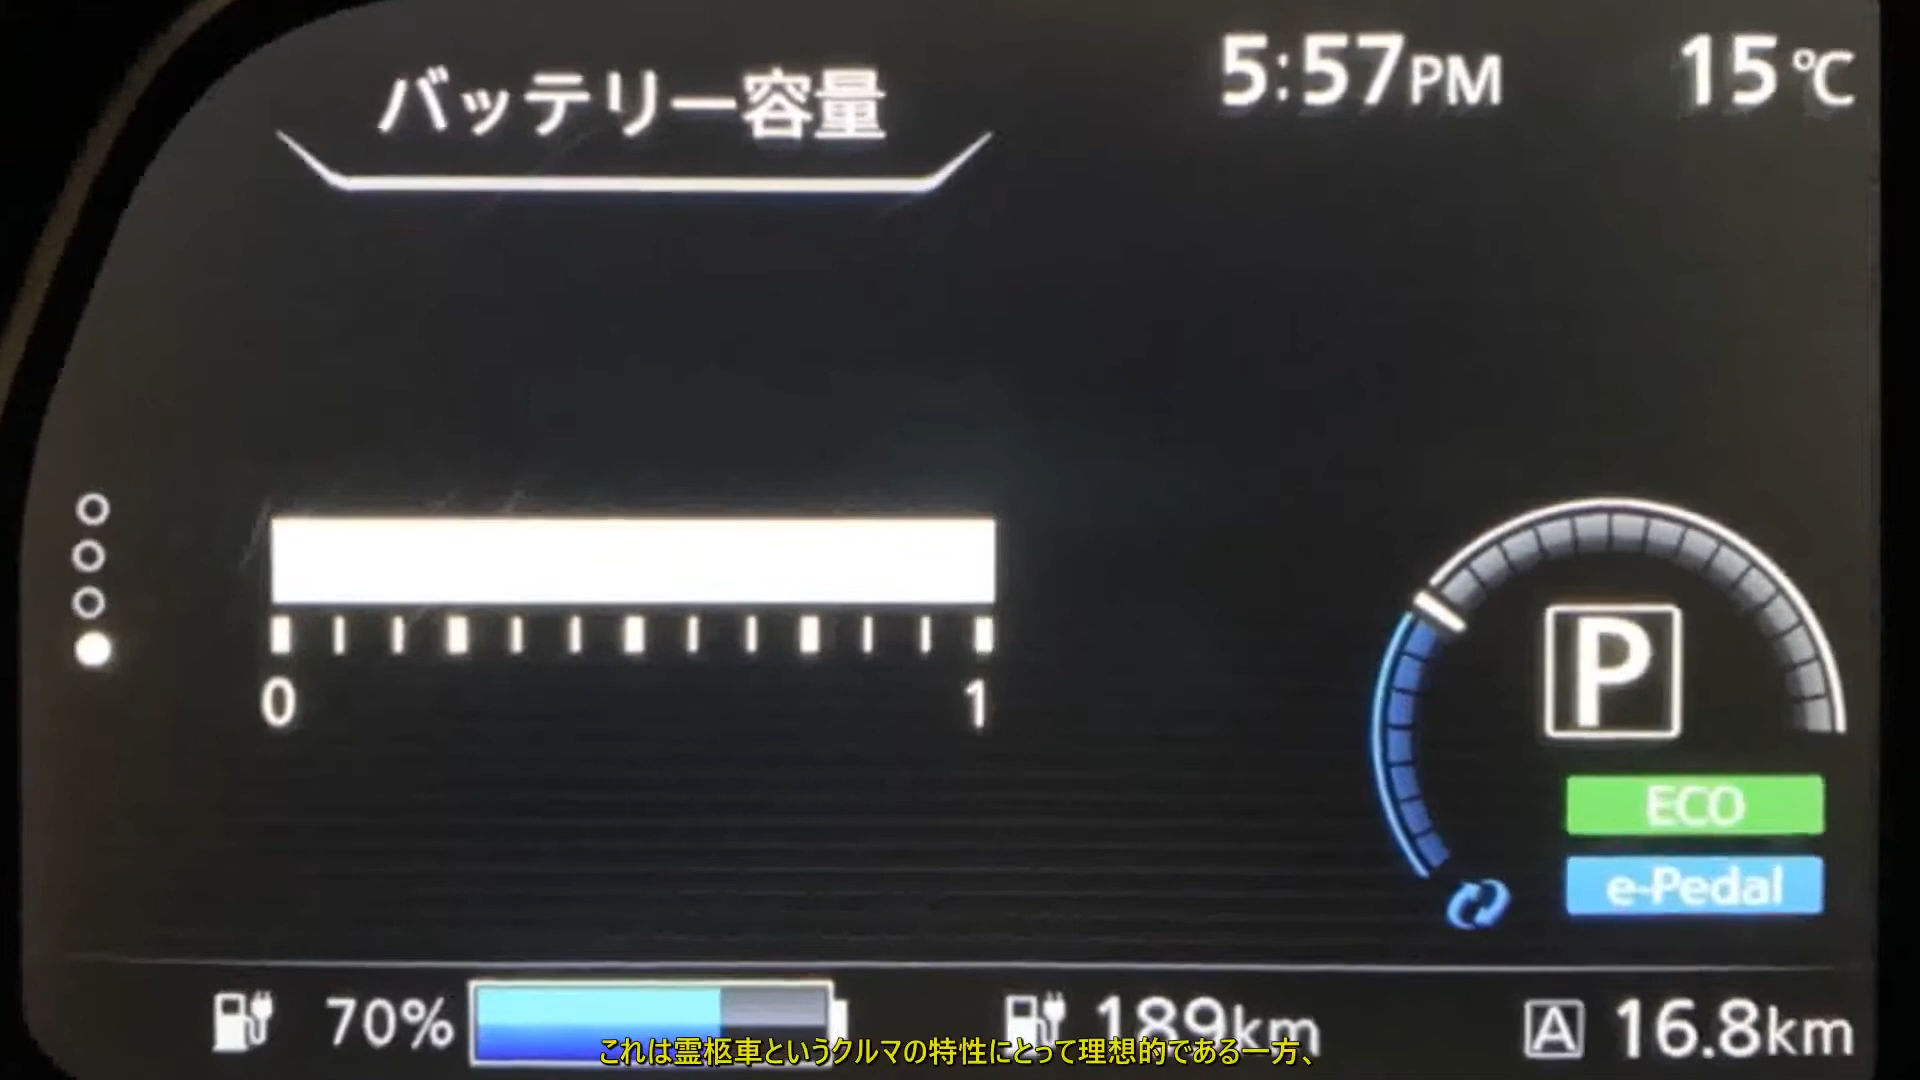 バッテリー容量
5:57PM
15℃
0
1
P
ECO
e-Pedal
70%
189km
A 16.8km
これは霊柩車というクルマの特性にとって理想的である一方、